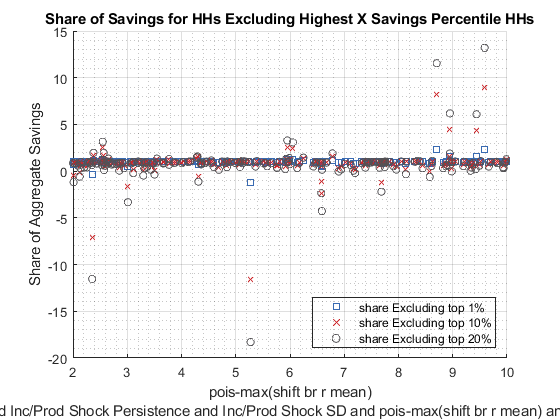 Share of Savings for HHs Excluding Highest X Savings Percentile HHs
Share of Aggregate Savings
15
10
5
0
-5
-10
-15
-20
2
3
4
5
6
7
8
9
10
share Excluding top 1%
share Excluding top 10%
share Excluding top 20%
pois-max(shift br r mean)
d Inc/Prod Shock Persistence and Inc/Prod Shock SD and pois-max(shift br r mean) an